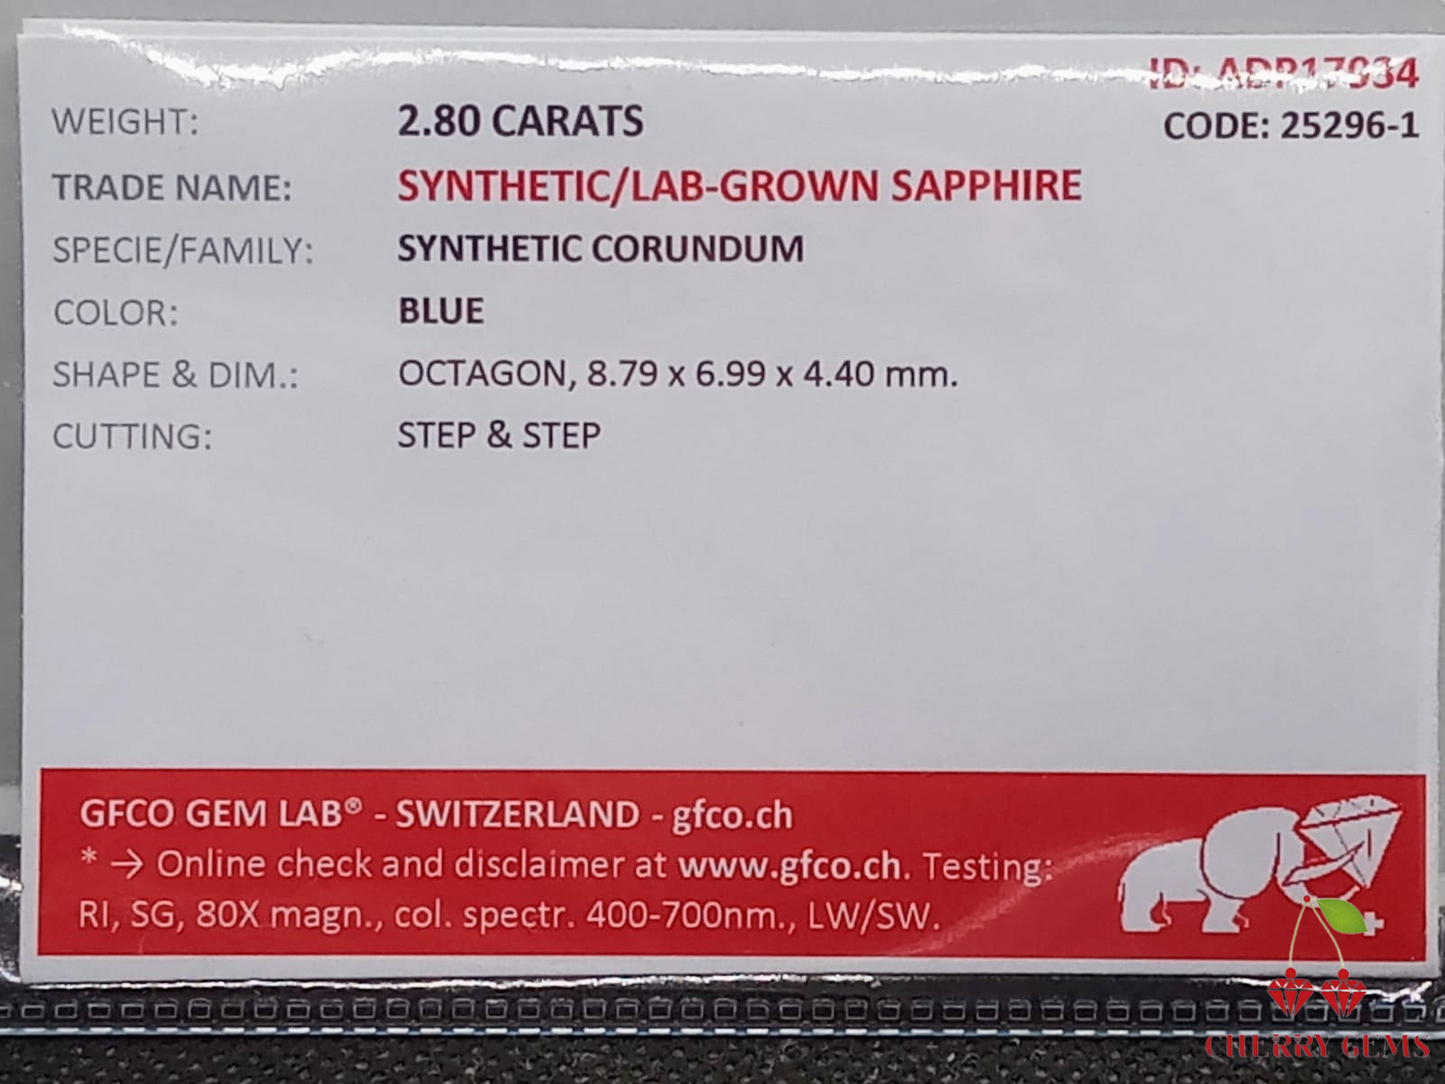 ID: ADP17934
WEIGHT: 2.80 CARATS CODE: 25296-1
TRADE NAME: SYNTHETIC/LAB-GROWN SAPPHIRE
SPECIE/FAMILY: SYNTHETIC CORUNDUM
COLOR: BLUE
SHAPE & DIM.: OCTAGON, 8.79 x 6.99 x 4.40 mm.
CUTTING: STEP & STEP
GFCO GEM LAB® - SWITZERLAND - gfco.ch
* → Online check and disclaimer at www.gfco.ch. Testing:
RI, SG, 80X magn., col. spectr. 400-700nm., LW/SW.
CHERRY GEMS